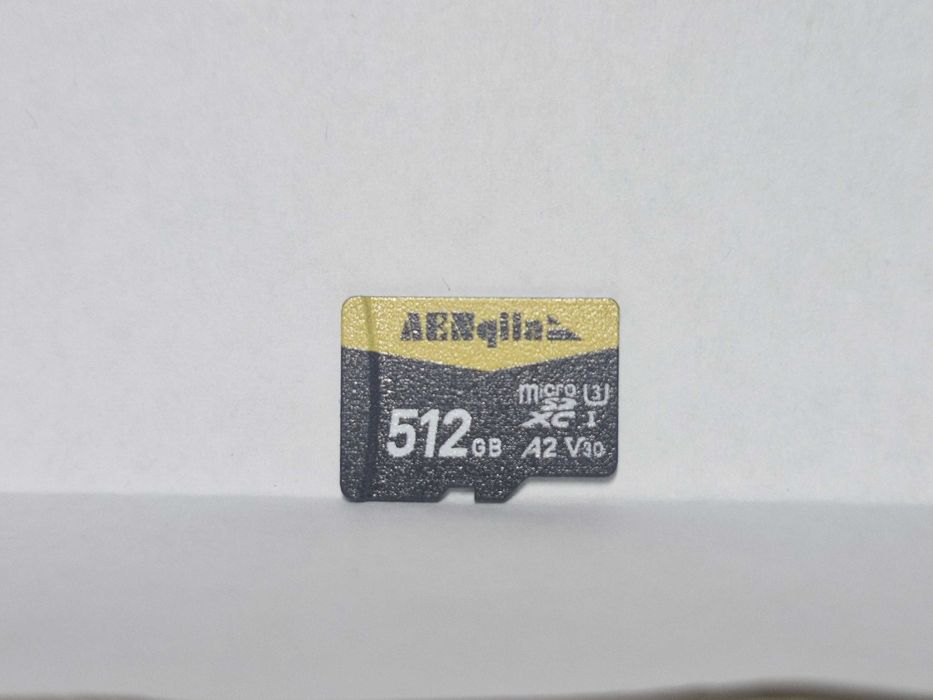 AENqila
512GB
micro SD XC U3 I
A2 V30